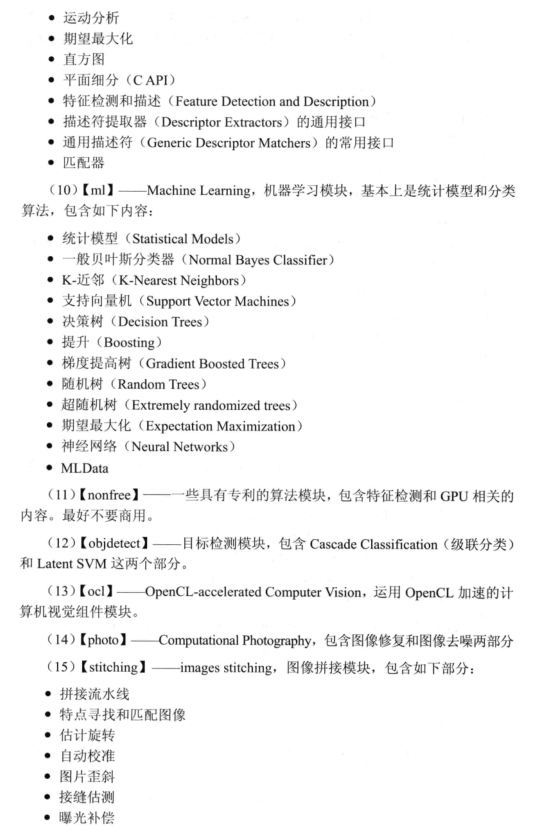 ● 运动分析
● 期望最大化
● 直方图
● 平面细分（C API）
● 特征检测和描述（Feature Detection and Description）
● 描述符提取器（Descriptor Extractors）的通用接口
● 通用描述符（Generic Descriptor Matchers）的常用接口
● 匹配器
（10）【ml】——Machine Learning，机器学习模块，基本上是统计模型和分类
算法，包含如下内容：
● 统计模型（Statistical Models）
● 一般贝叶斯分类器（Normal Bayes Classifier）
● K-近邻（K-Nearest Neighbors）
● 支持向量机（Support Vector Machines）
● 决策树（Decision Trees）
● 提升（Boosting）
● 梯度提高树（Gradient Boosted Trees）
● 随机树（Random Trees）
● 超随机树（Extremely randomized trees）
● 期望最大化（Expectation Maximization）
● 神经网络（Neural Networks）
● MLData
（11）【nonfree】——一些具有专利的算法模块，包含特征检测和 GPU 相关的
内容。最好不要商用。
（12）【objdetect】——目标检测模块，包含 Cascade Classification（级联分类）
和 Latent SVM 这两个部分。
（13）【ocl】——OpenCL-accelerated Computer Vision，运用 OpenCL 加速的计
算机视觉组件模块。
（14）【photo】——Computational Photography，包含图像修复和图像去噪两部分
（15）【stitching】——images stitching，图像拼接模块，包含如下部分：
● 拼接流水线
● 特点寻找和匹配图像
● 估计旋转
● 自动校准
● 图片歪斜
● 接缝估测
● 曝光补偿